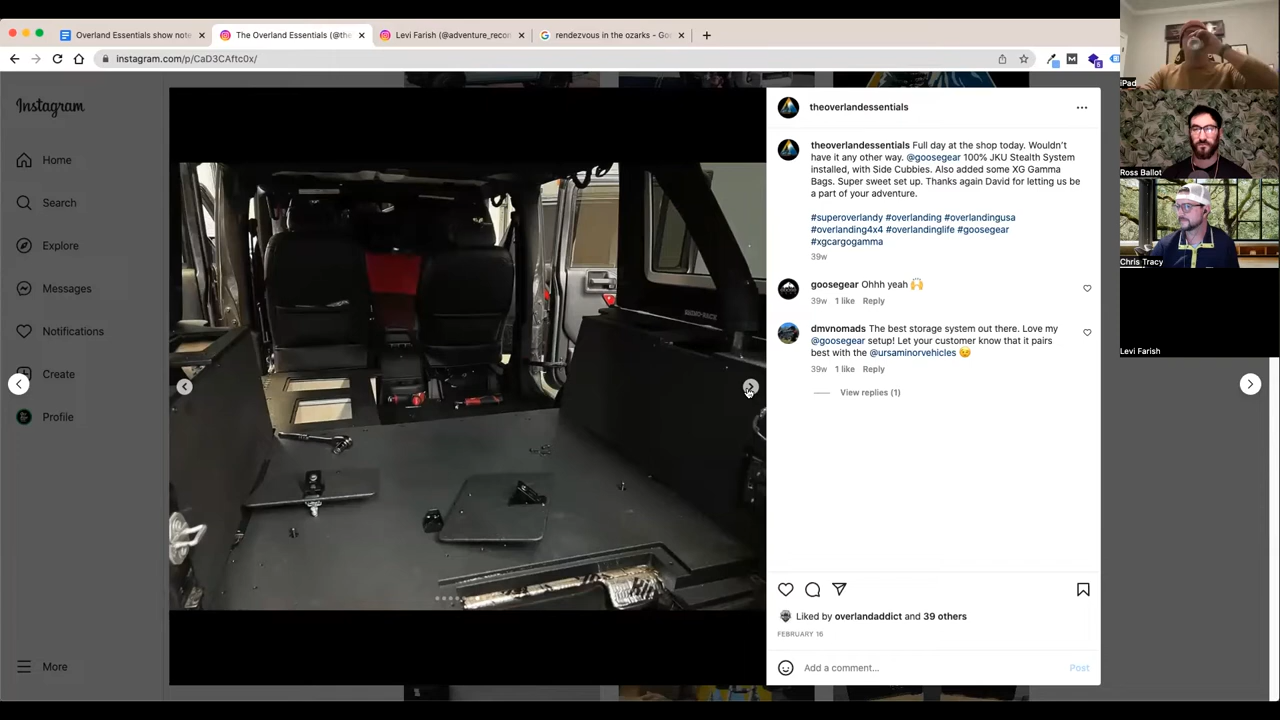 Overland Essentials show note
The Overland Essentials (@the
Levi Farish (@adventure_recon
rendezvous in the ozarks - Goo
instagram.com/p/CaD3CAftc0x/
Instagram
Home
Search
Explore
Messages
Notifications
Create
Profile
More
theoverlandessentials
theoverlandessentials Full day at the shop today. Wouldn't
have it any other way. @goosegear 100% JKU Stealth System
installed, with Side Cubbies. Also added some XG Gamma
Bags. Super sweet set up. Thanks again David for letting us be
a part of your adventure.
#superoverlandy #overlanding #overlandingusa
#overlanding4x4 #overlandinglife #goosegear
#xgcargogamma
39w
goosegear Ohhh yeah 🙌
39w 1 like Reply
dmvnomads The best storage system out there. Love my
@goosegear setup! Let your customer know that it pairs
best with the @ursaminorvehicles 😉
39w 1 like Reply
View replies (1)
Liked by overlandaddict and 39 others
FEBRUARY 16
Add a comment...
Post
iPad
Ross Ballot
Chris Tracy
Levi Farish